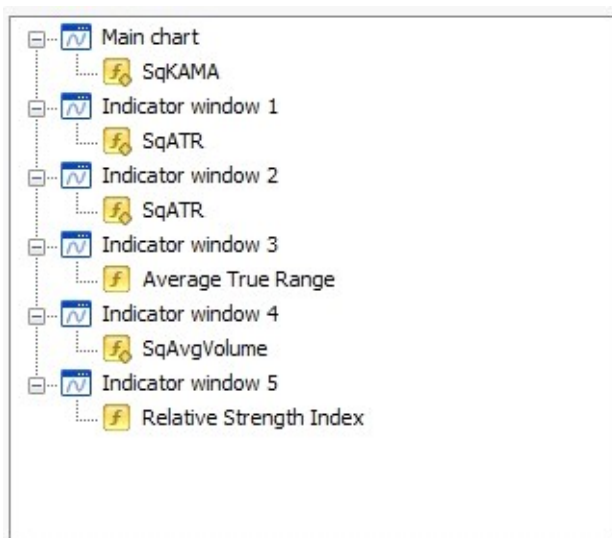 Main chart
SqKAMA
Indicator window 1
SqATR
Indicator window 2
SqATR
Indicator window 3
Average True Range
Indicator window 4
SqAvgVolume
Indicator window 5
Relative Strength Index